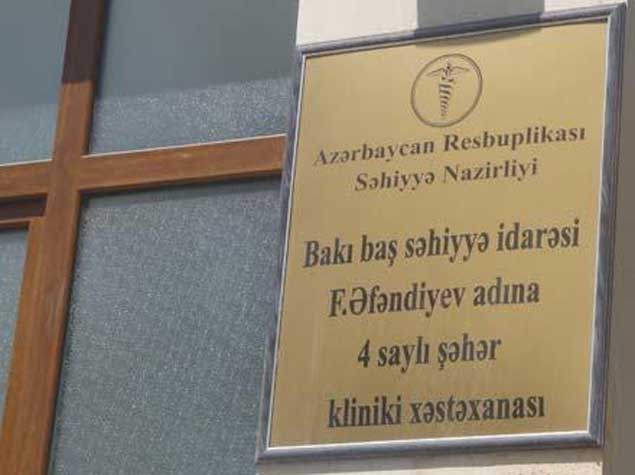 Azərbaycan Resbuplikası
Səhiyyə Nazirliyi
Bakı baş səhiyyə idarəsi
F.Əfəndiyev adına
4 saylı şəhər
kliniki xəstəxanası